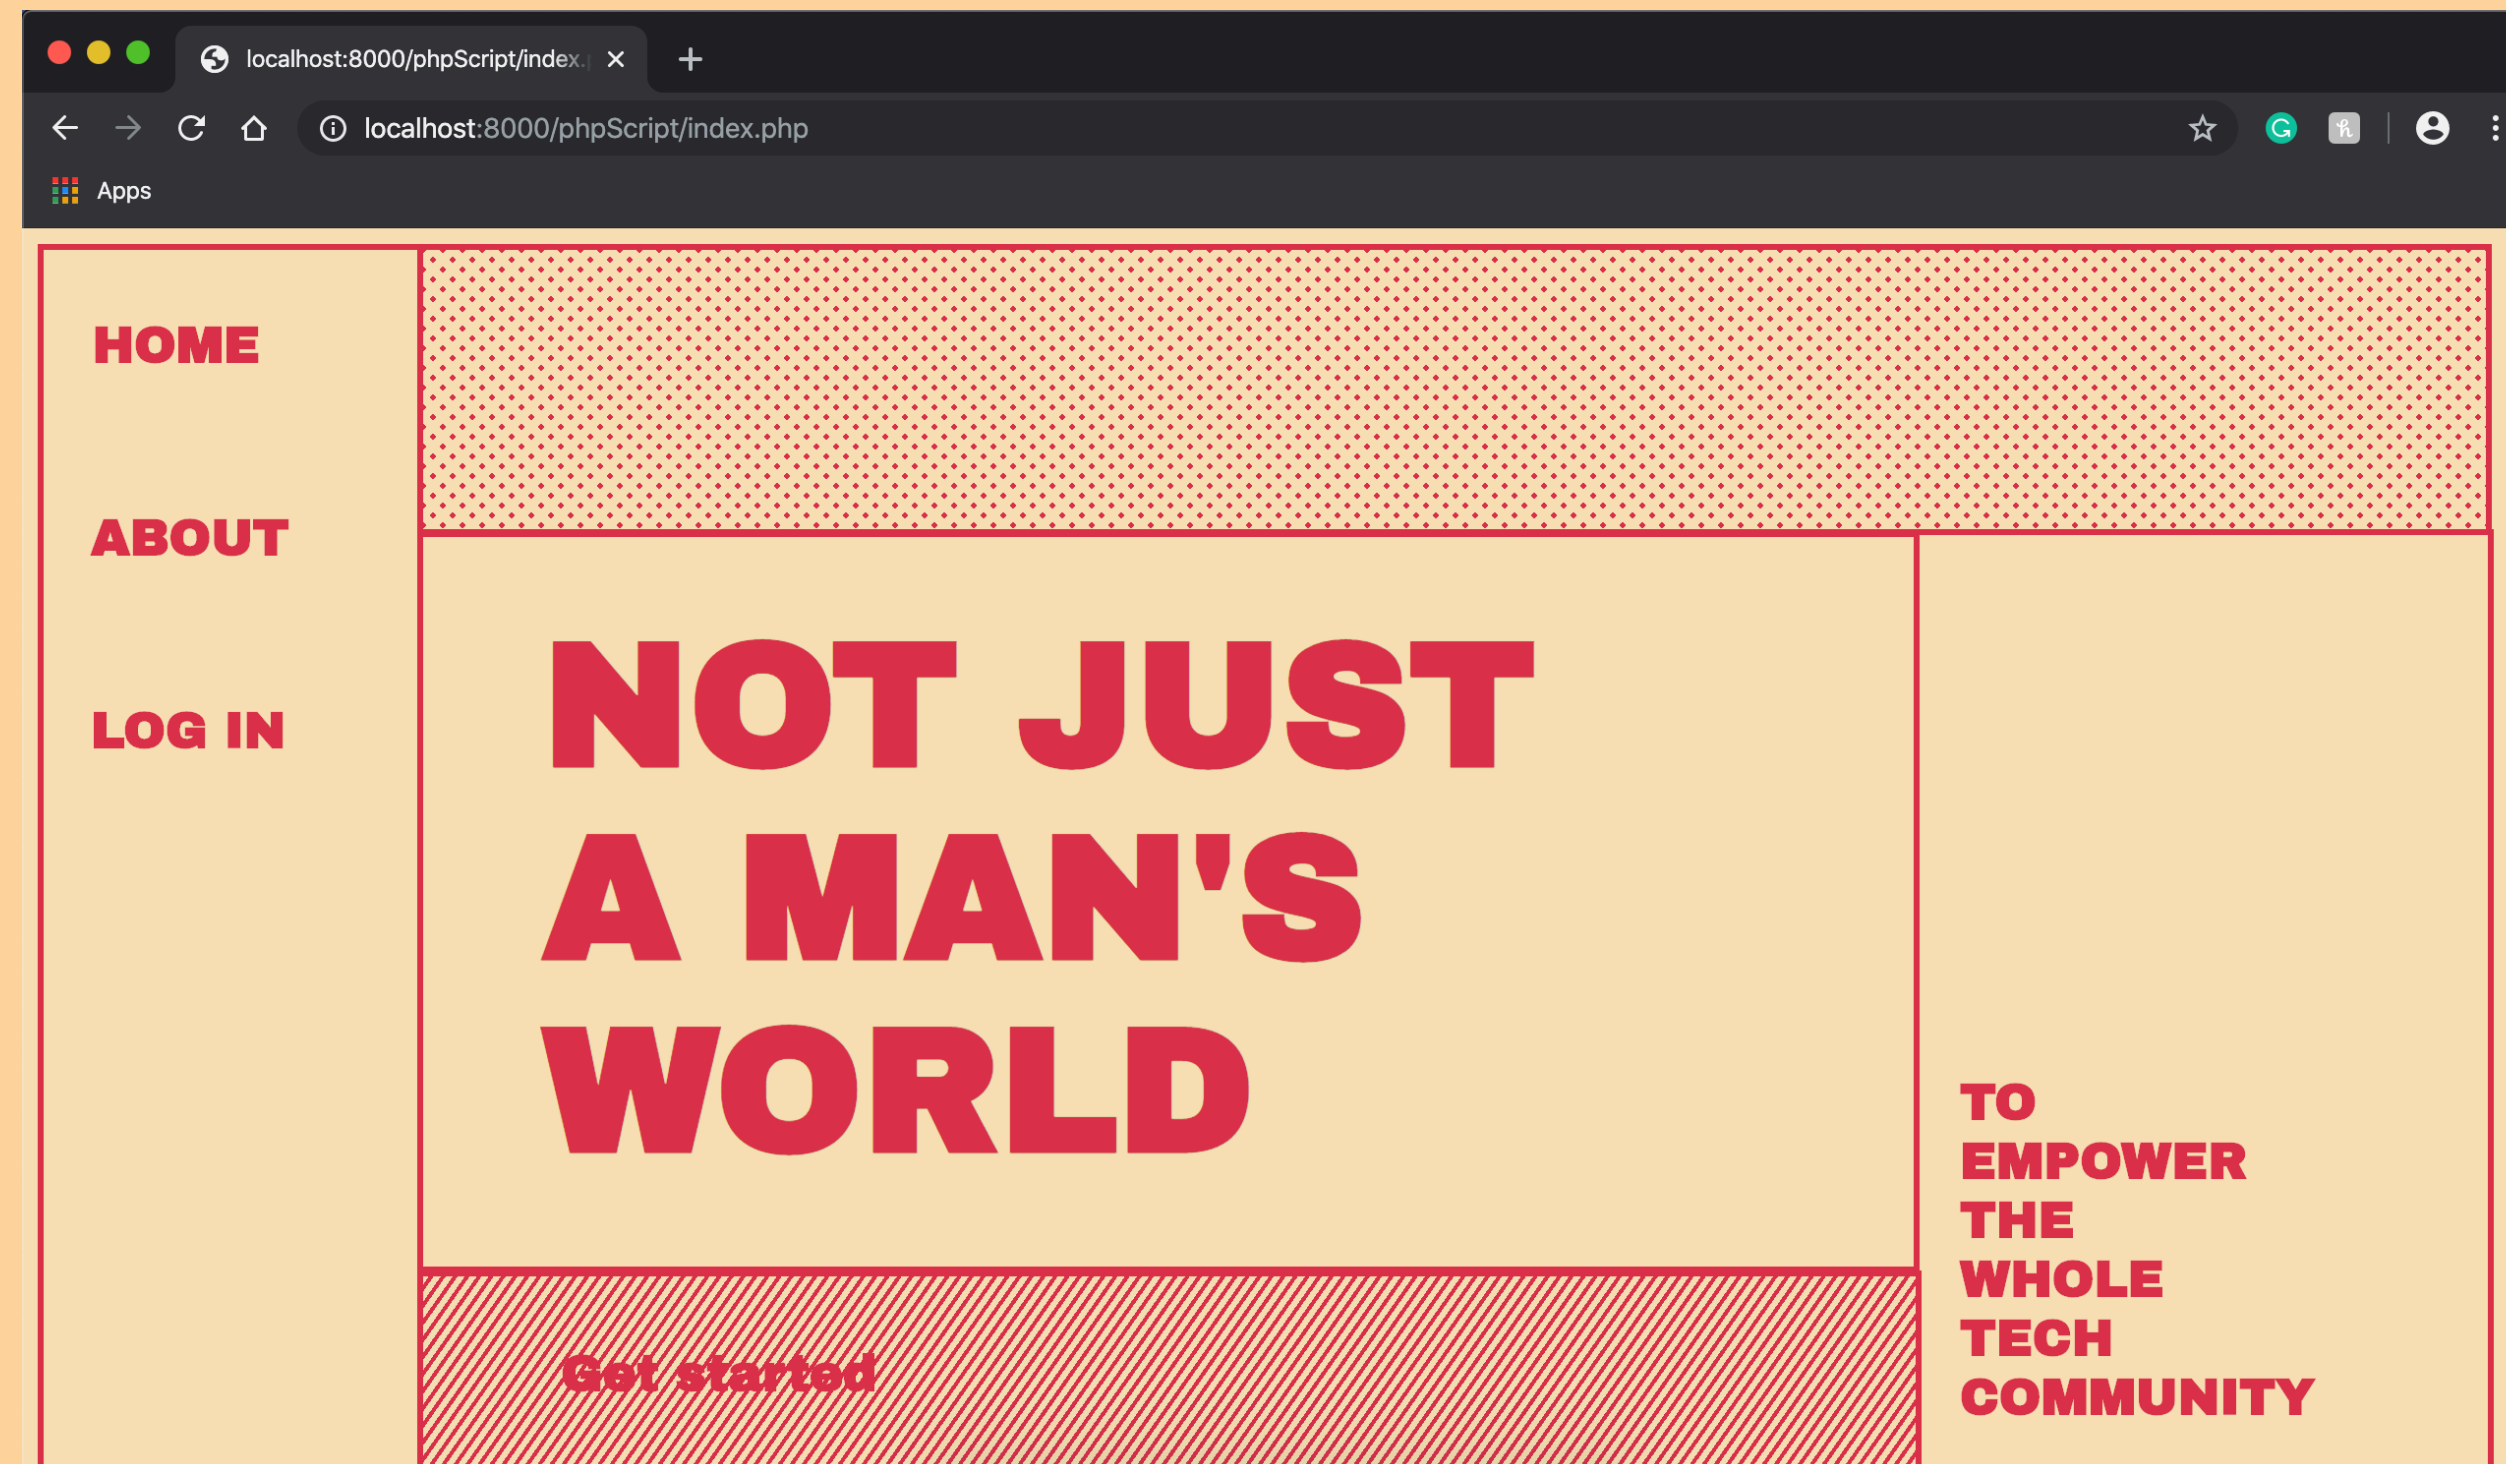 localhost:8000/phpScript/index.
localhost:8000/phpScript/index.php
Apps
HOME
ABOUT
LOG IN
NOT JUST
A MAN'S
WORLD
Get started
TO
EMPOWER
THE
WHOLE
TECH
COMMUNITY